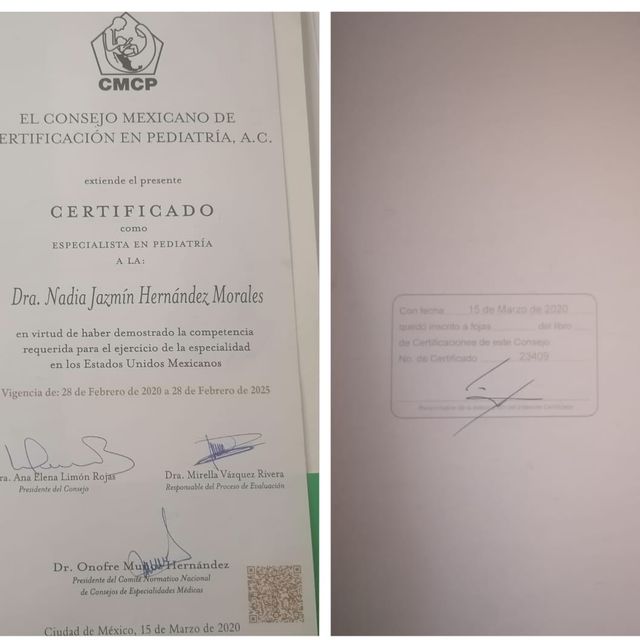 CMCP
EL CONSEJO MEXICANO DE
ERTIFICACIÓN EN PEDIATRÍA, A.C.
extiende el presente
CERTIFICADO
como
ESPECIALISTA EN PEDIATRÍA
A LA:
Dra. Nadia Jazmín Hernández Morales
en virtud de haber demostrado la competencia
requerida para el ejercicio de la especialidad
en los Estados Unidos Mexicanos
Vigencia de: 28 de Febrero de 2020 a 28 de Febrero de 2025
ra. Ana Elena Limón Rojas
Presidente del Consejo
Dra. Mirella Vázquez Rivera
Responsable del Proceso de Evaluación
Dr. Onofre Muñoz Hernández
Presidente del Comité Normativo Nacional
de Consejos de Especialidades Médicas
Ciudad de México, 15 de Marzo de 2020
Con fecha 15 de Marzo de 2020
quedó inscrito a fojas del libro
de Certificaciones de este Consejo
No. de Certificado 23409